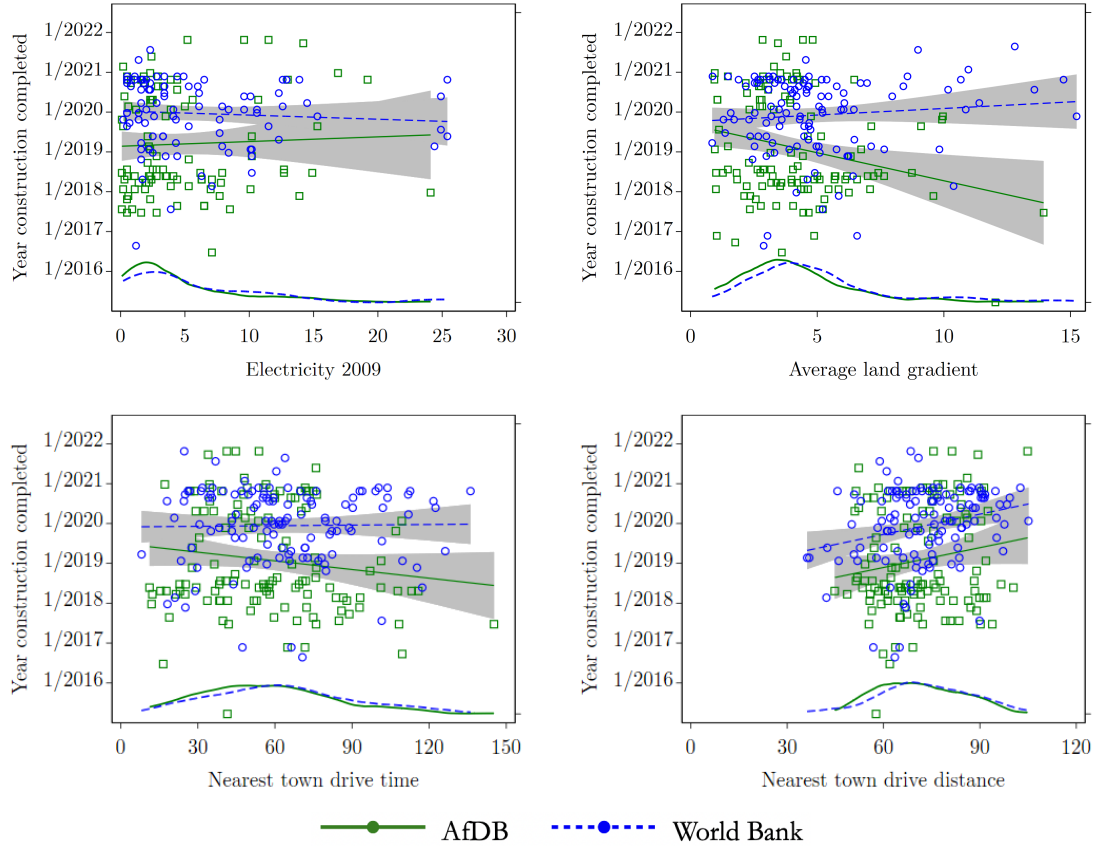 Year construction completed
1/2022
1/2021
1/2020
1/2019
1/2018
1/2017
1/2016
0 5 10 15 20 25 30
Electricity 2009
Year construction completed
1/2022
1/2021
1/2020
1/2019
1/2018
1/2017
1/2016
0 5 10 15
Average land gradient
Year construction completed
1/2022
1/2021
1/2020
1/2019
1/2018
1/2017
1/2016
0 30 60 90 120 150
Nearest town drive time
Year construction completed
1/2022
1/2021
1/2020
1/2019
1/2018
1/2017
1/2016
0 30 60 90 120
Nearest town drive distance
AfDB World Bank